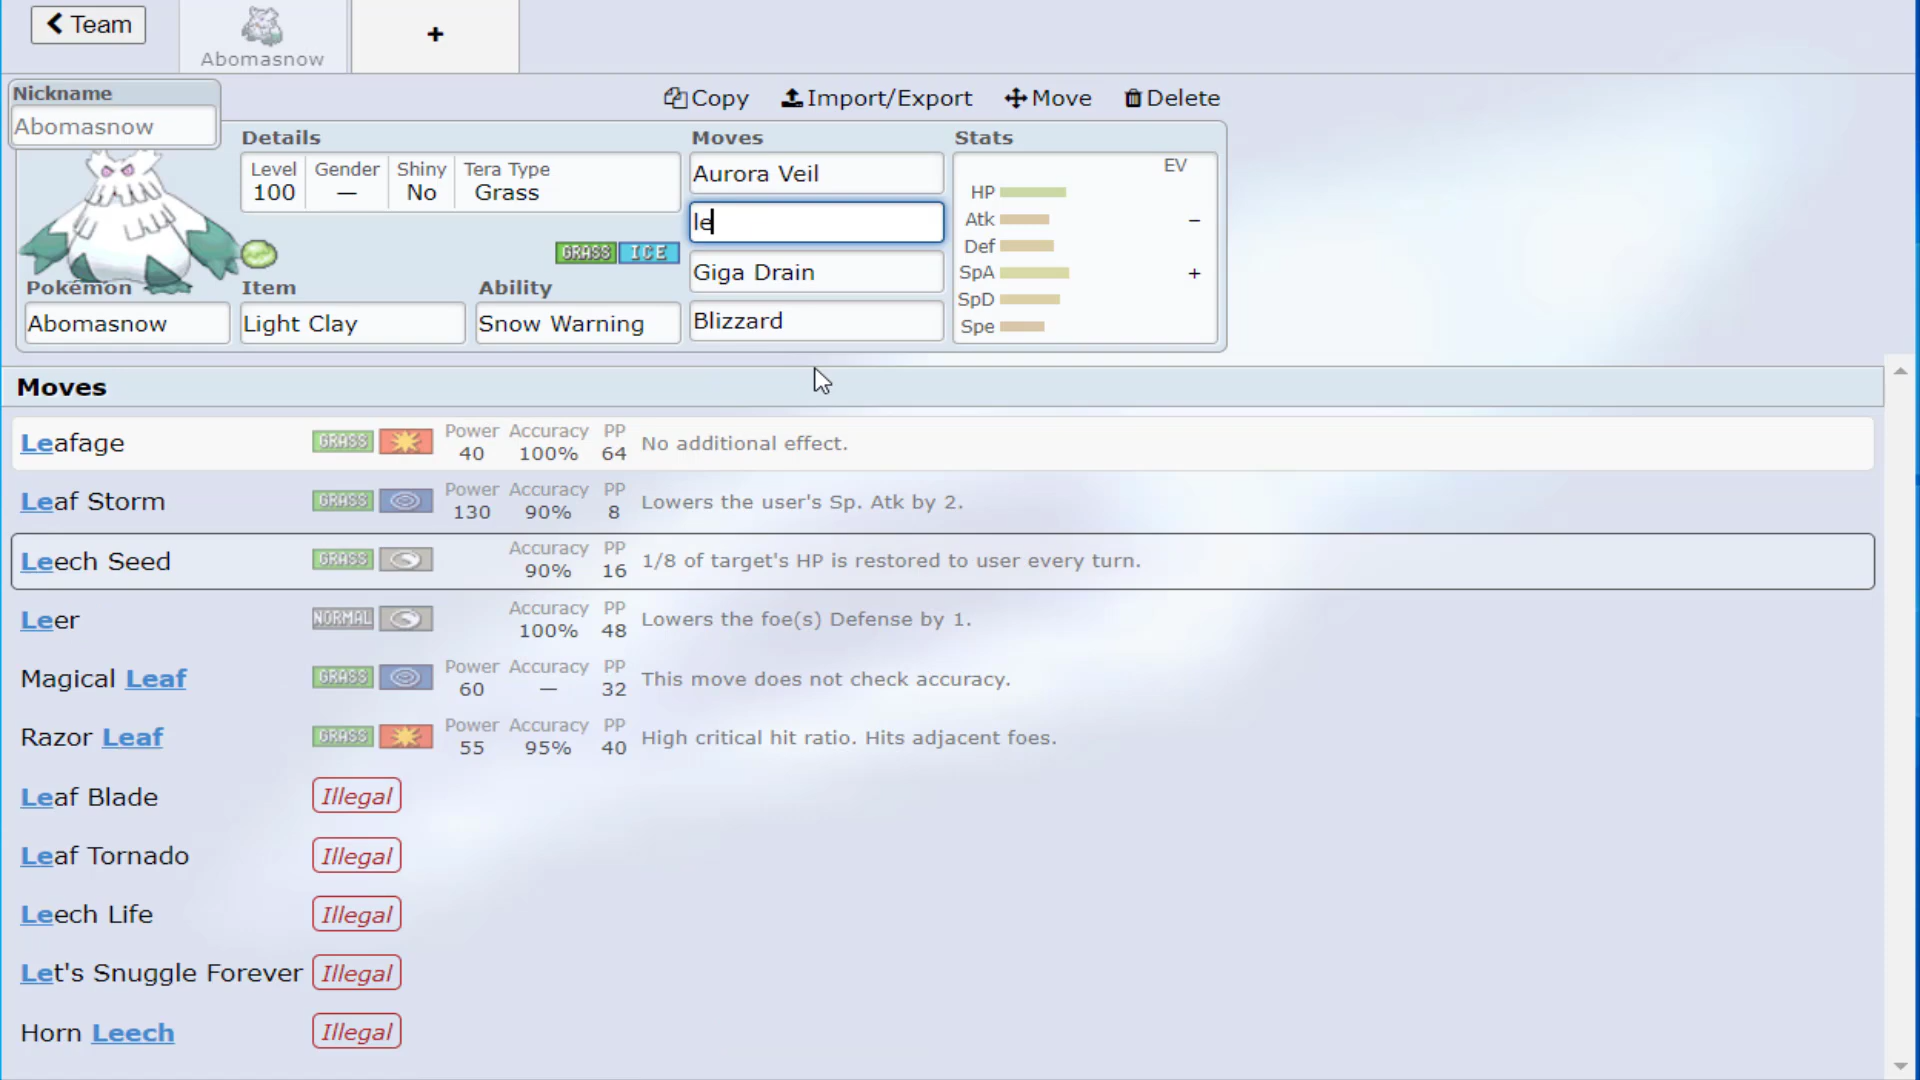 Team
Abomasnow
+
Nickname
Abomasnow
Copy Import/Export Move Delete
Details
Level Gender Shiny Tera Type
100 — No Grass
GRASS ICE
Pokémon Item Ability
Abomasnow Light Clay Snow Warning
Moves
Aurora Veil
le
Giga Drain
Blizzard
Stats
EV
HP
Atk −
Def
SpA +
SpD
Spe
Moves
Leafage GRASS Power 40 Accuracy 100% PP 64 No additional effect.
Leaf Storm GRASS Power 130 Accuracy 90% PP 8 Lowers the user's Sp. Atk by 2.
Leech Seed GRASS Accuracy 90% PP 16 1/8 of target's HP is restored to user every turn.
Leer NORMAL Accuracy 100% PP 48 Lowers the foe(s) Defense by 1.
Magical Leaf GRASS Power 60 Accuracy — PP 32 This move does not check accuracy.
Razor Leaf GRASS Power 55 Accuracy 95% PP 40 High critical hit ratio. Hits adjacent foes.
Leaf Blade Illegal
Leaf Tornado Illegal
Leech Life Illegal
Let's Snuggle Forever Illegal
Horn Leech Illegal